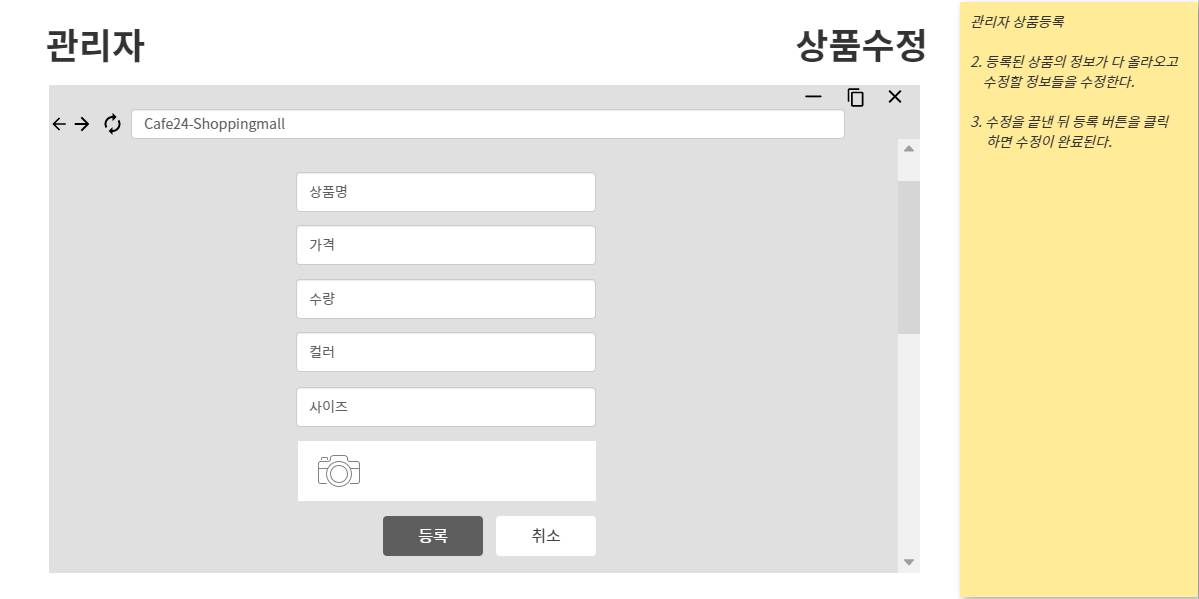 관리자
상품수정
Cafe24-Shoppingmall
상품명
가격
수량
컬러
사이즈
등록
취소
관리자 상품등록
2. 등록된 상품의 정보가 다 올라오고
수정할 정보들을 수정한다.
3. 수정을 끝낸 뒤 등록 버튼을 클릭
하면 수정이 완료된다.